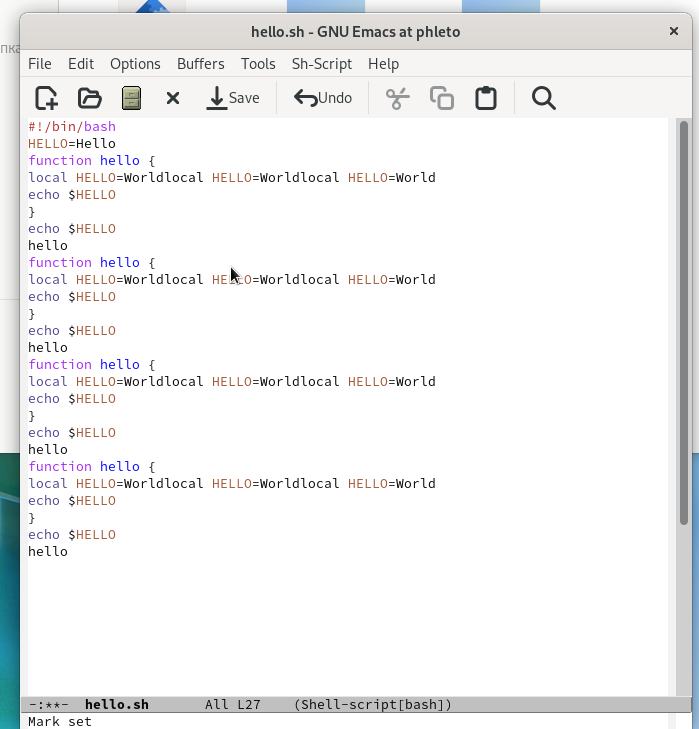 пка
hello.sh - GNU Emacs at phleto
File Edit Options Buffers Tools Sh-Script Help
Save Undo
#!/bin/bash
HELLO=Hello
function hello {
local HELLO=Worldlocal HELLO=Worldlocal HELLO=World
echo $HELLO
}
echo $HELLO
hello
function hello {
local HELLO=Worldlocal HELLO=Worldlocal HELLO=World
echo $HELLO
}
echo $HELLO
hello
function hello {
local HELLO=Worldlocal HELLO=Worldlocal HELLO=World
echo $HELLO
}
echo $HELLO
hello
function hello {
local HELLO=Worldlocal HELLO=Worldlocal HELLO=World
echo $HELLO
}
echo $HELLO
hello
-:**- hello.sh All L27 (Shell-script[bash])
Mark set